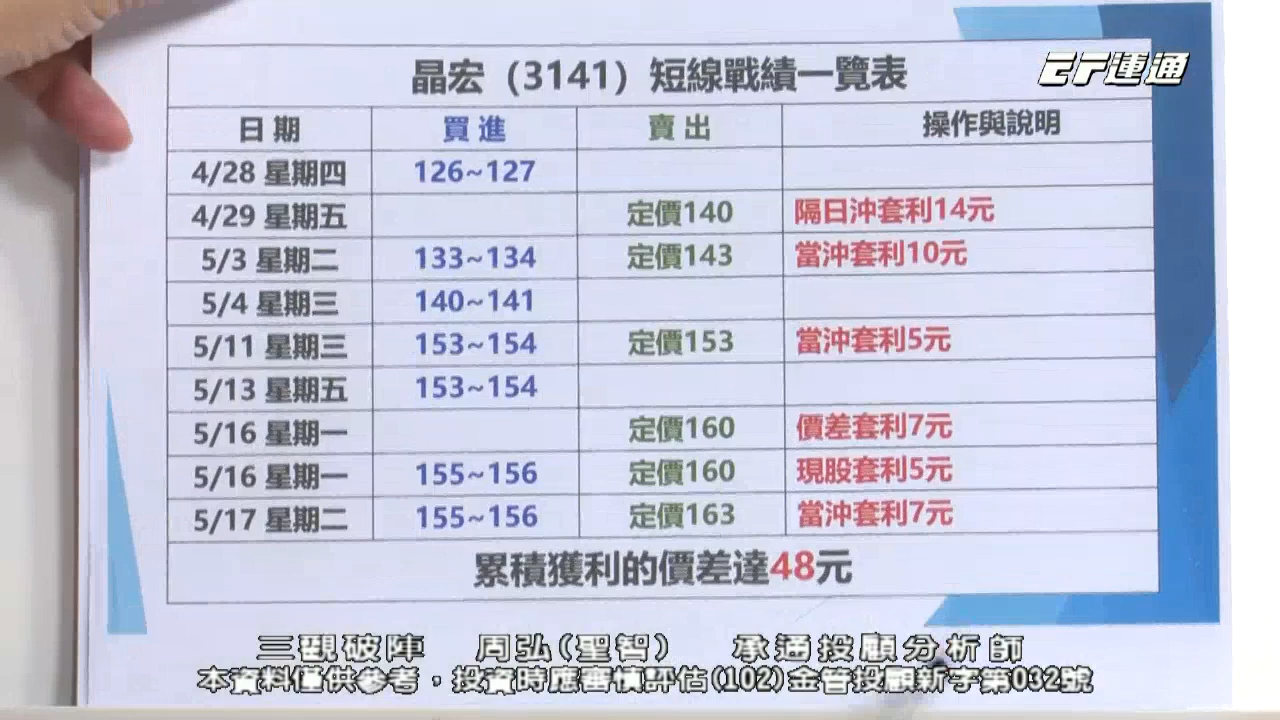 EF運通
晶宏（3141）短線戰績一覽表
日期 買進 賣出 操作與說明
4/28 星期四 126~127
4/29 星期五 定價140 隔日沖套利14元
5/3 星期二 133~134 定價143 當沖套利10元
5/4 星期三 140~141
5/11 星期三 153~154 定價153 當沖套利5元
5/13 星期五 153~154
5/16 星期一 定價160 價差套利7元
5/16 星期一 155~156 定價160 現股套利5元
5/17 星期二 155~156 定價163 當沖套利7元
累積獲利的價差達48元
三觀破陣 周弘(聖智) 承通投顧分析師
本資料僅供參考，投資時應審慎評估(102)金管投顧新字第032號